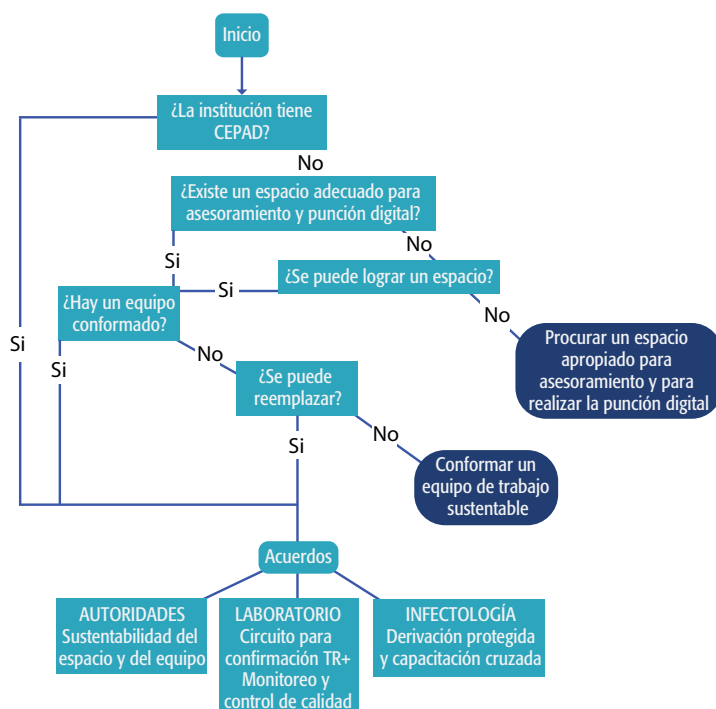 Inicio
¿La institución tiene
CEPAD?
No
¿Existe un espacio adecuado para
asesoramiento y punción digital?
No
Si
¿Se puede lograr un espacio?
Si
¿Hay un equipo
conformado?
No
Procurar un espacio
apropiado para
asesoramiento y para
realizar la punción digital
Si
Si
No
¿Se puede
reemplazar?
Si
No
Conformar un
equipo de trabajo
sustentable
Acuerdos
AUTORIDADES
Sustentabilidad del
espacio y del equipo
LABORATORIO
Circuito para
confirmación TR+
Monitoreo y
control de calidad
INFECTOLOGÍA
Derivación protegida
y capacitación cruzada